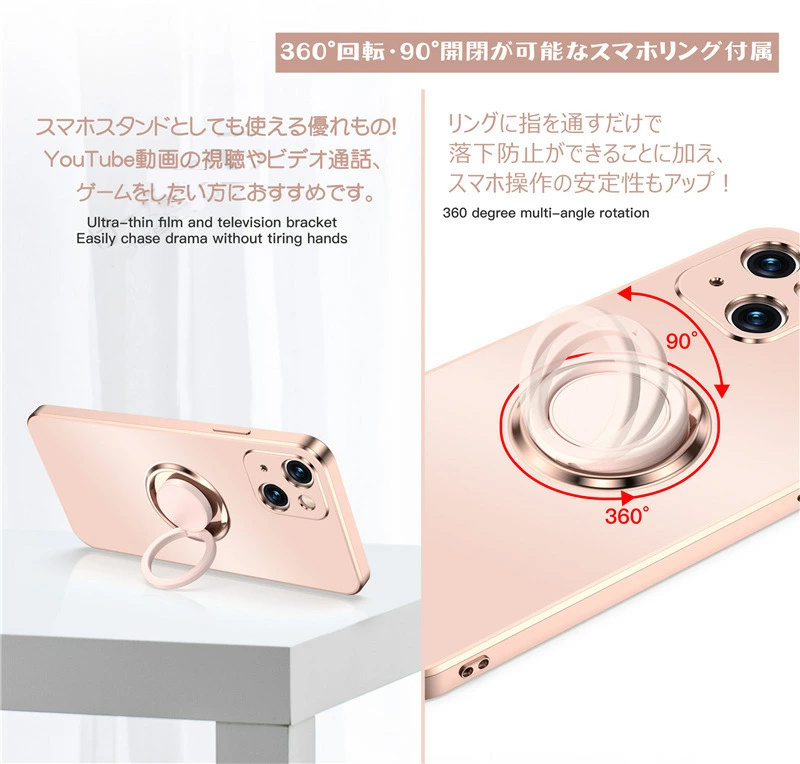 360°回転・90°開閉が可能なスマホリング付属
スマホスタンドとしても使える優れもの!
YouTube動画の視聴やビデオ通話、
ゲームをしたい方におすすめです。
Ultra-thin film and television bracket
Easily chase drama without tiring hands
リングに指を通すだけで
落下防止ができることに加え、
スマホ操作の安定性もアップ！
360 degree multi-angle rotation
90°
360°